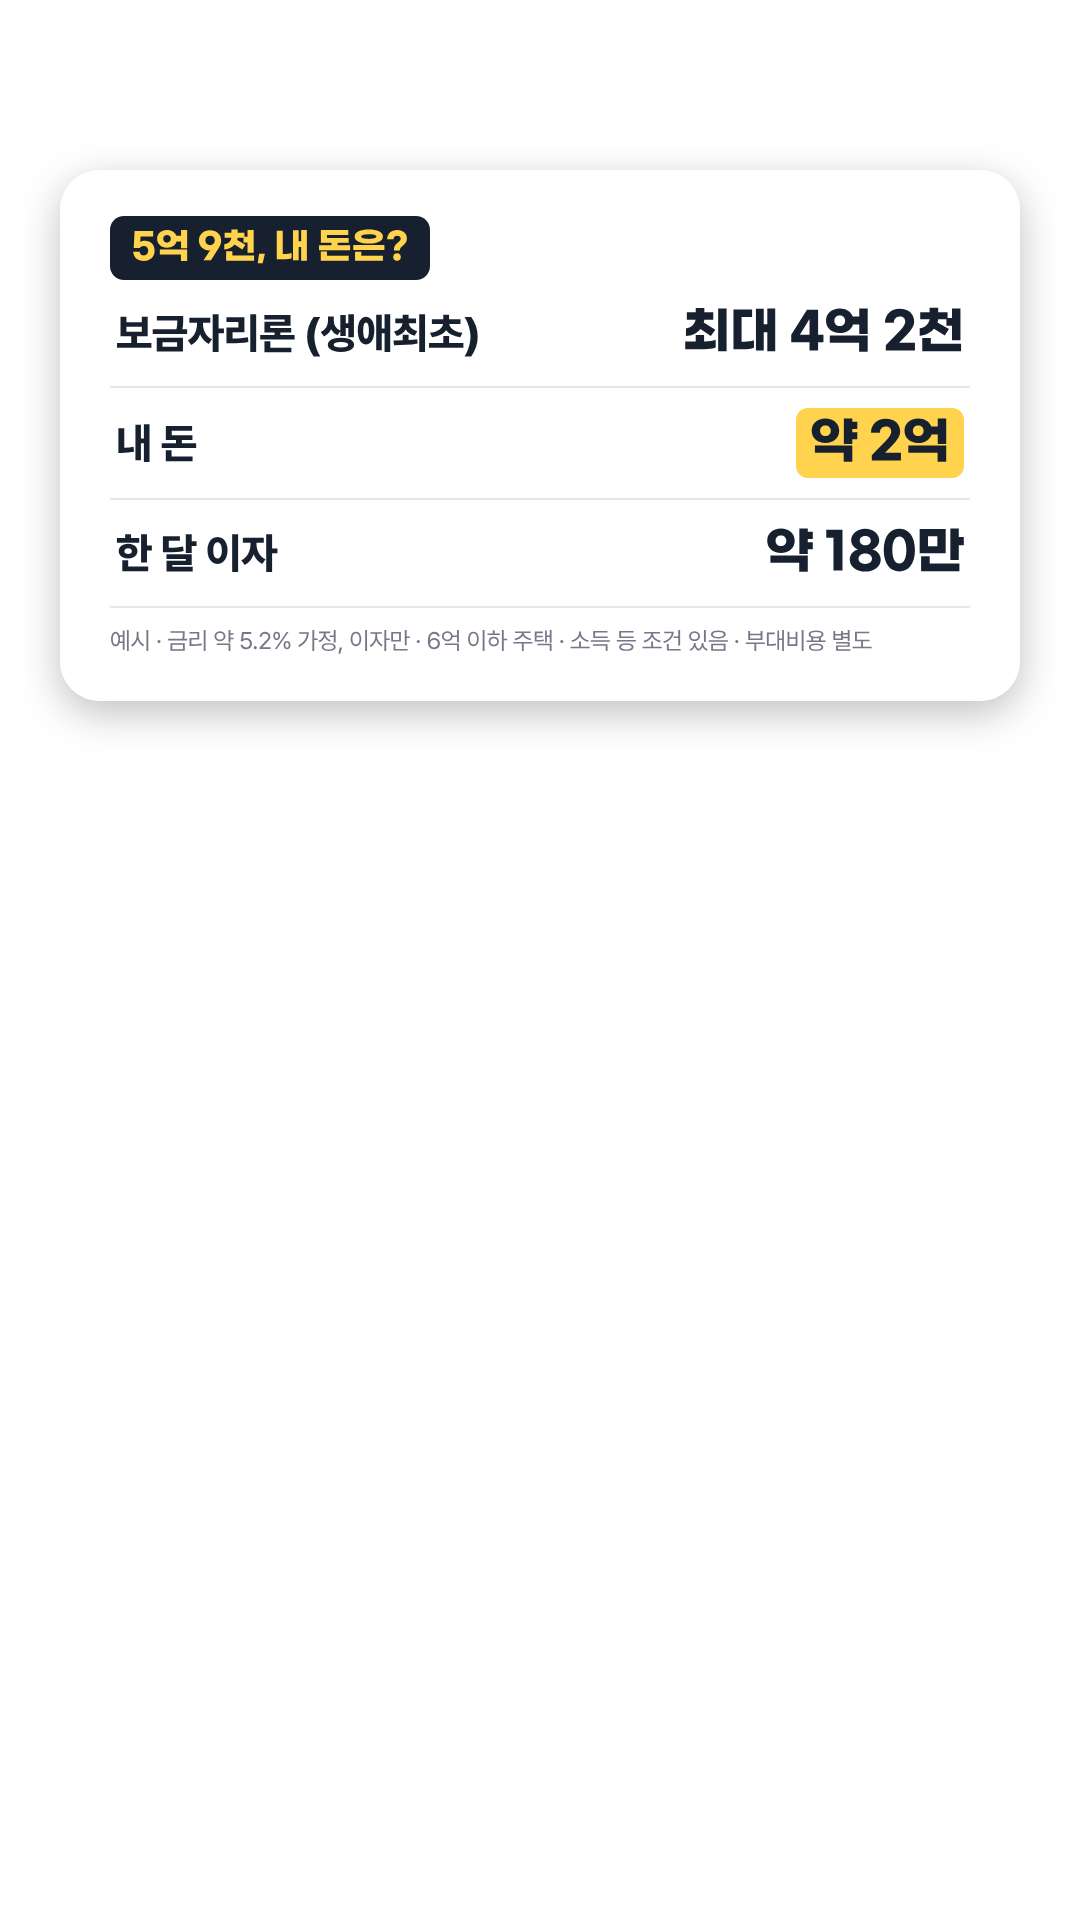 5억 9천, 내 돈은?
보금자리론 (생애최초) 최대 4억 2천
내 돈 약 2억
한 달 이자 약 180만
예시 · 금리 약 5.2% 가정, 이자만 · 6억 이하 주택 · 소득 등 조건 있음 · 부대비용 별도